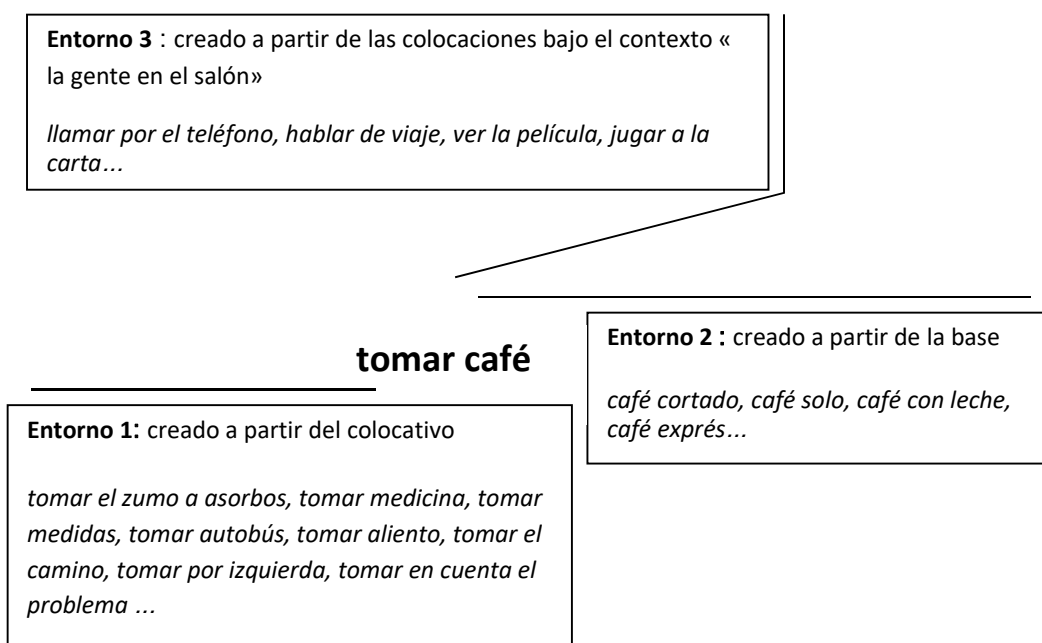 Entorno 3 : creado a partir de las colocaciones bajo el contexto «
la gente en el salón»
llamar por el teléfono, hablar de viaje, ver la película, jugar a la
carta...
tomar café
Entorno 2 : creado a partir de la base
café cortado, café solo, café con leche,
café exprés...
Entorno 1: creado a partir del colocativo
tomar el zumo a asorbos, tomar medicina, tomar
medidas, tomar autobús, tomar aliento, tomar el
camino, tomar por izquierda, tomar en cuenta el
problema ...